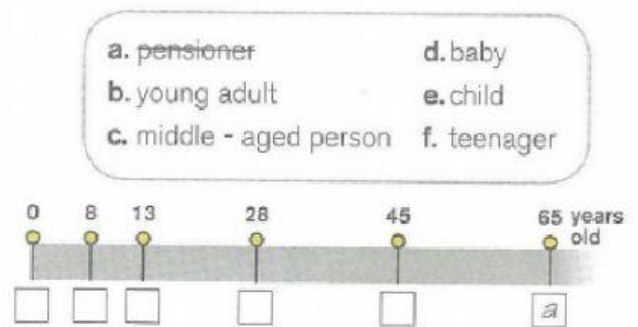 a. pensioner d. baby
b. young adult e. child
c. middle - aged person f. teenager
0 8 13 28 45 65 years old
a